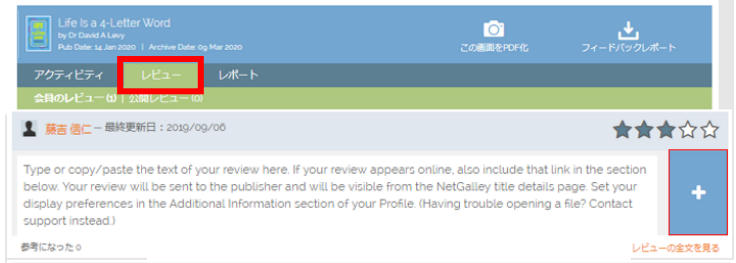 Life Is a 4-Letter Word
by Dr David A Levy
Pub Date: 14 Jan 2020 | Archive Date: 09 Mar 2020
この画面をPDF化
フィードバックレポート
アクティビティ レビュー レポート
会員のレビュー (1) | 公開レビュー (0)
藤吉 信仁 – 最終更新日：2019/09/06
Type or copy/paste the text of your review here. If your review appears online, also include that link in the section
below. Your review will be sent to the publisher and will be visible from the NetGalley title details page. Set your
display preferences in the Additional Information section of your Profile. (Having trouble opening a file? Contact
support instead.)
+
参考になった 0
レビューの全文を見る